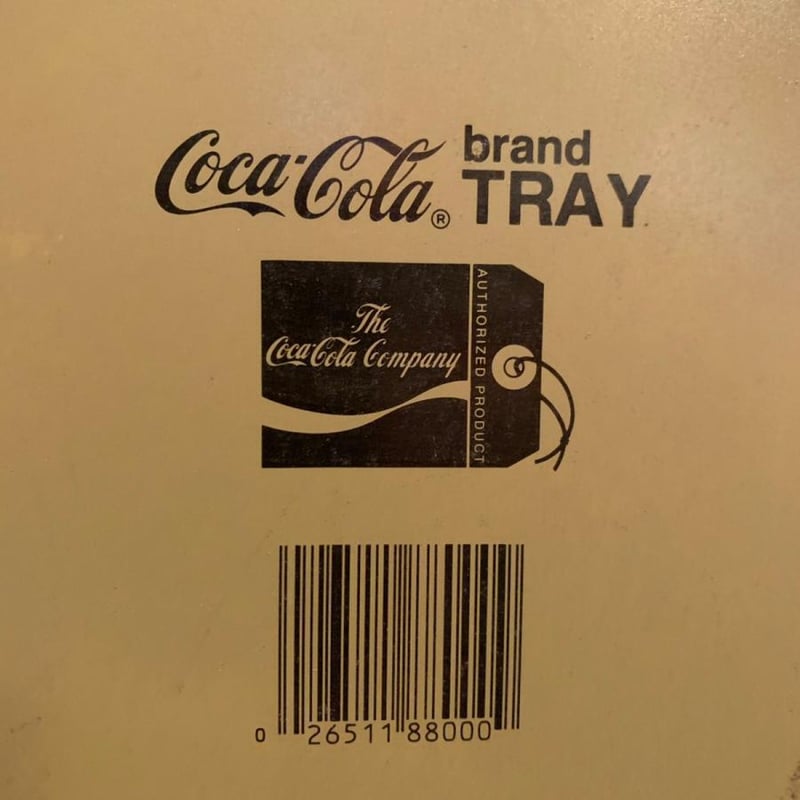 Coca-Cola® brand
TRAY
The
Coca-Cola Company
AUTHORIZED PRODUCT
0 26511 88000